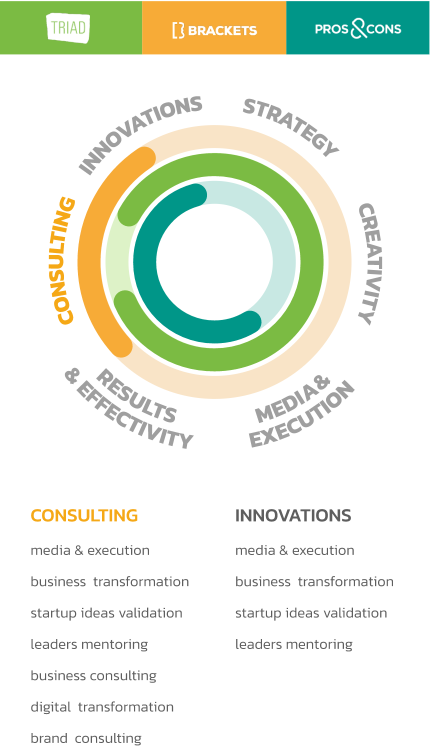 TRIAD
BRACKETS
PROS&CONS
INNOVATIONS
STRATEGY
CONSULTING
CREATIVITY
RESULTS
& EFFECTIVITY
MEDIA&
EXECUTION
CONSULTING
media & execution
business transformation
startup ideas validation
leaders mentoring
business consulting
digital transformation
brand consulting
INNOVATIONS
media & execution
business transformation
startup ideas validation
leaders mentoring